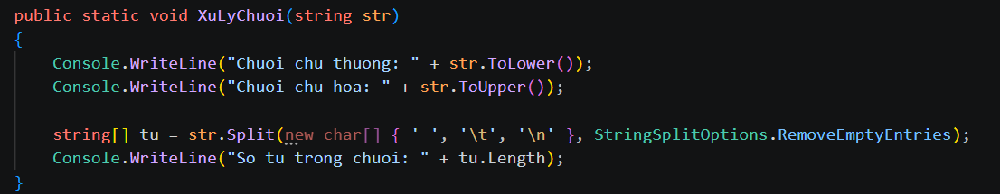 public static void XuLyChuoi(string str)
{
    Console.WriteLine("Chuoi chu thuong: " + str.ToLower());
    Console.WriteLine("Chuoi chu hoa: " + str.ToUpper());

    string[] tu = str.Split(new char[] { ' ', '\t', '\n' }, StringSplitOptions.RemoveEmptyEntries);
    Console.WriteLine("So tu trong chuoi: " + tu.Length);
}